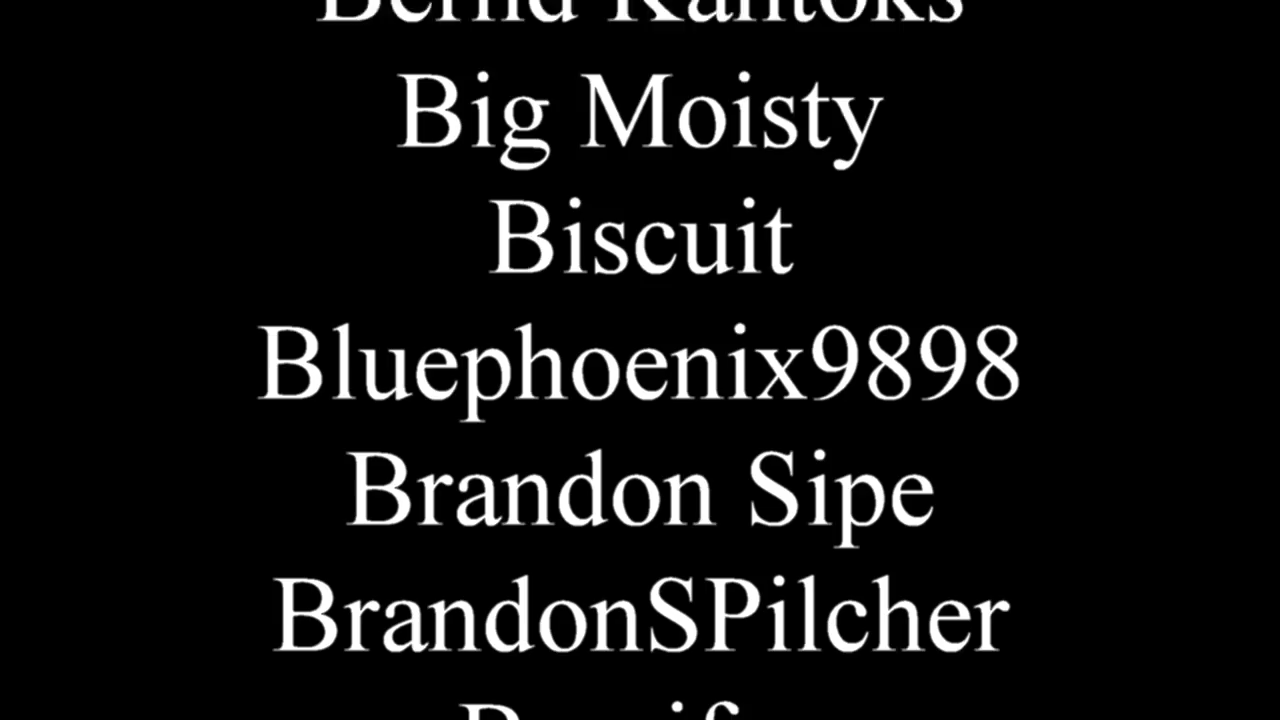 Big Moisty
Biscuit
Bluephoenix9898
Brandon Sipe
BrandonSPilcher